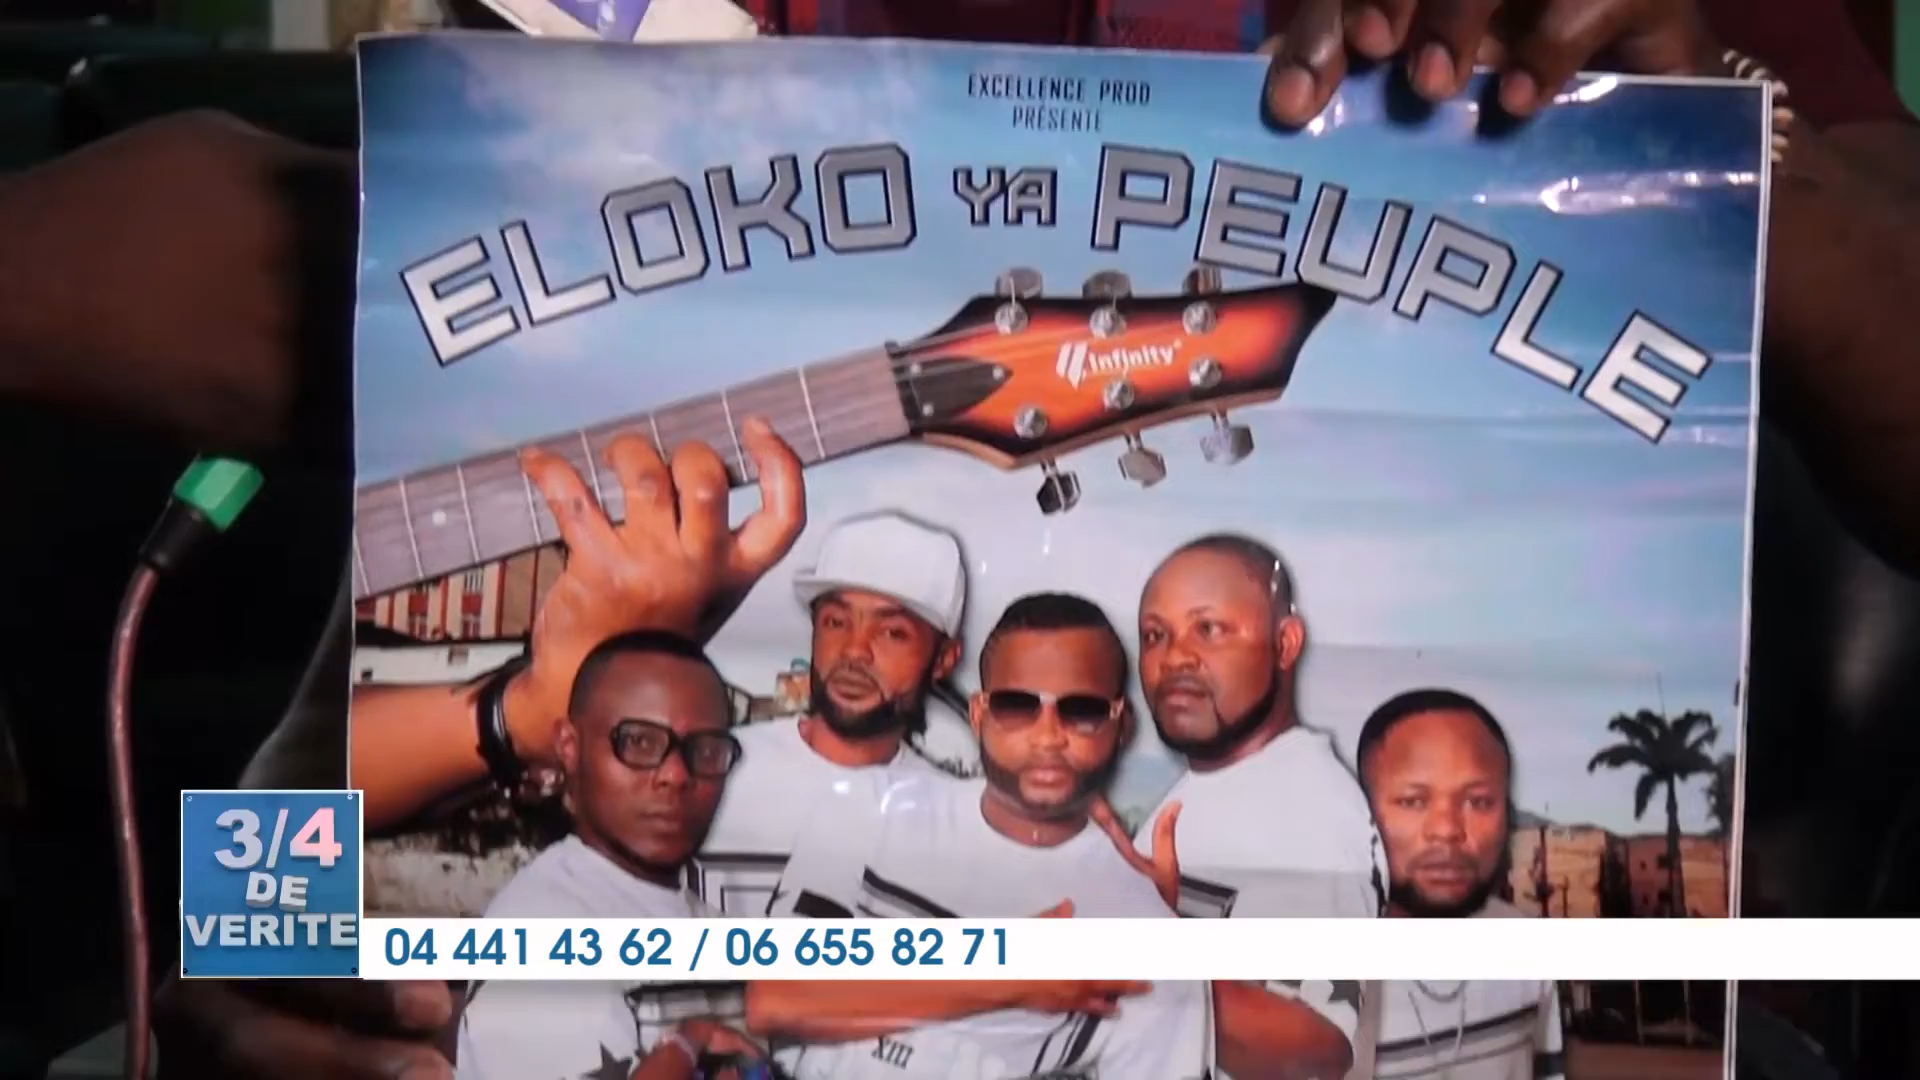 EXCELLENCE PROD
PRÉSENTE
ELOKO YA PEUPLE
Infinity
3/4
DE
VERITE
04 441 43 62 / 06 655 82 71
XIII